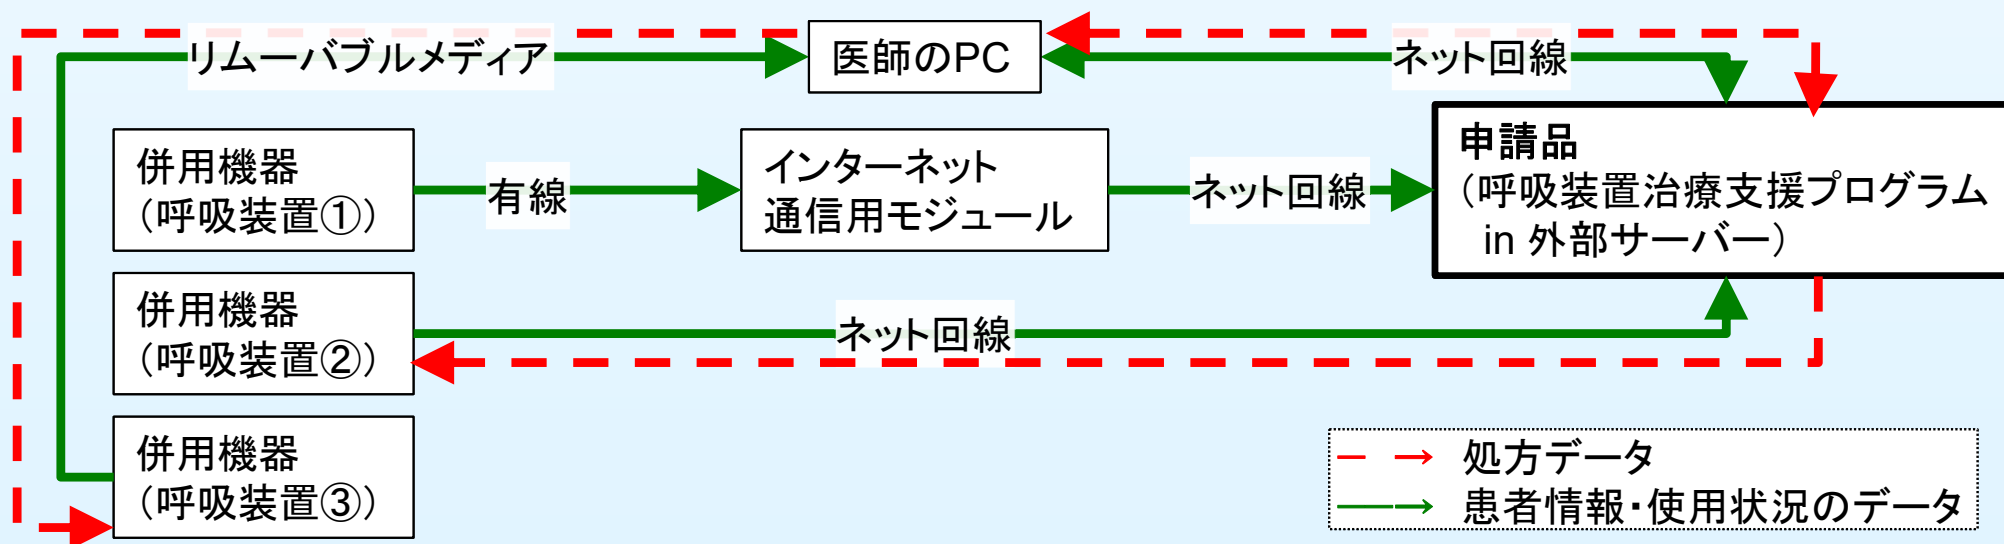 リムーバブルメディア
医師のPC
ネット回線
併用機器
（呼吸装置①）
有線
インターネット
通信用モジュール
ネット回線
申請品
（呼吸装置治療支援プログラム
in 外部サーバー）
併用機器
（呼吸装置②）
ネット回線
併用機器
（呼吸装置③）
処方データ
患者情報・使用状況のデータ